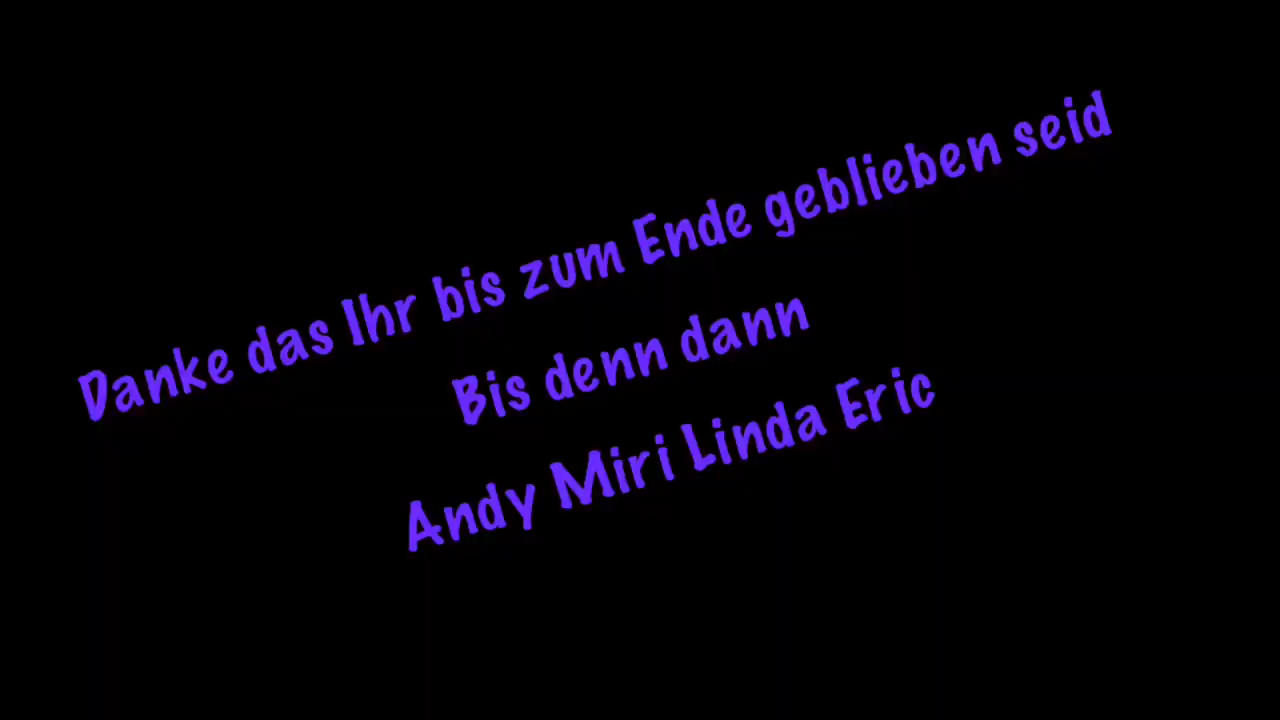 Danke das Ihr bis zum Ende geblieben seid
Bis denn dann
Andy Miri Linda Eric